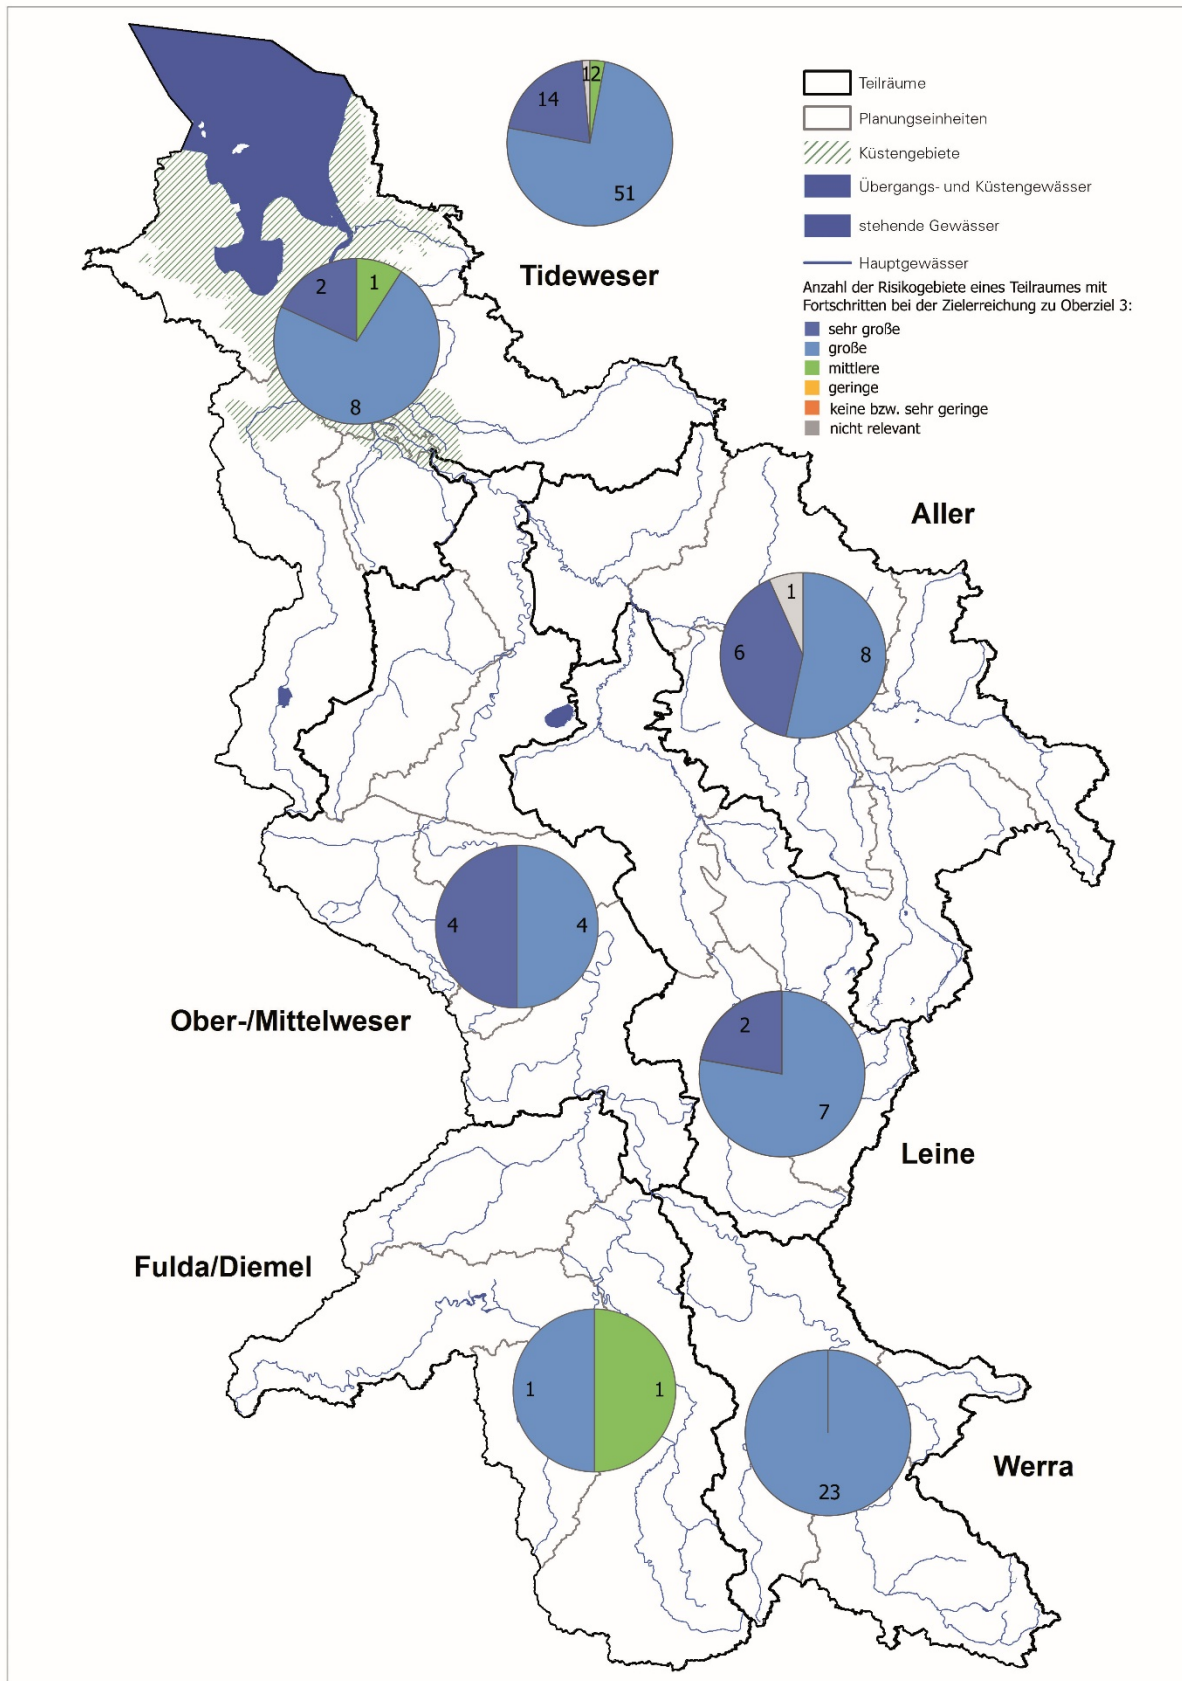 Teilräume
Planungseinheiten
Küstengebiete
Übergangs- und Küstengewässer
stehende Gewässer
Hauptgewässer
Anzahl der Risikogebiete eines Teilraumes mit
Fortschritten bei der Zielerreichung zu Oberziel 3:
sehr große
große
mittlere
geringe
keine bzw. sehr geringe
nicht relevant
1 2
14
51
Tideweser
2 1
8
Aller
1
6 8
4 4
Ober-/Mittelweser
2
7
Leine
Fulda/Diemel
1 1
Werra
23